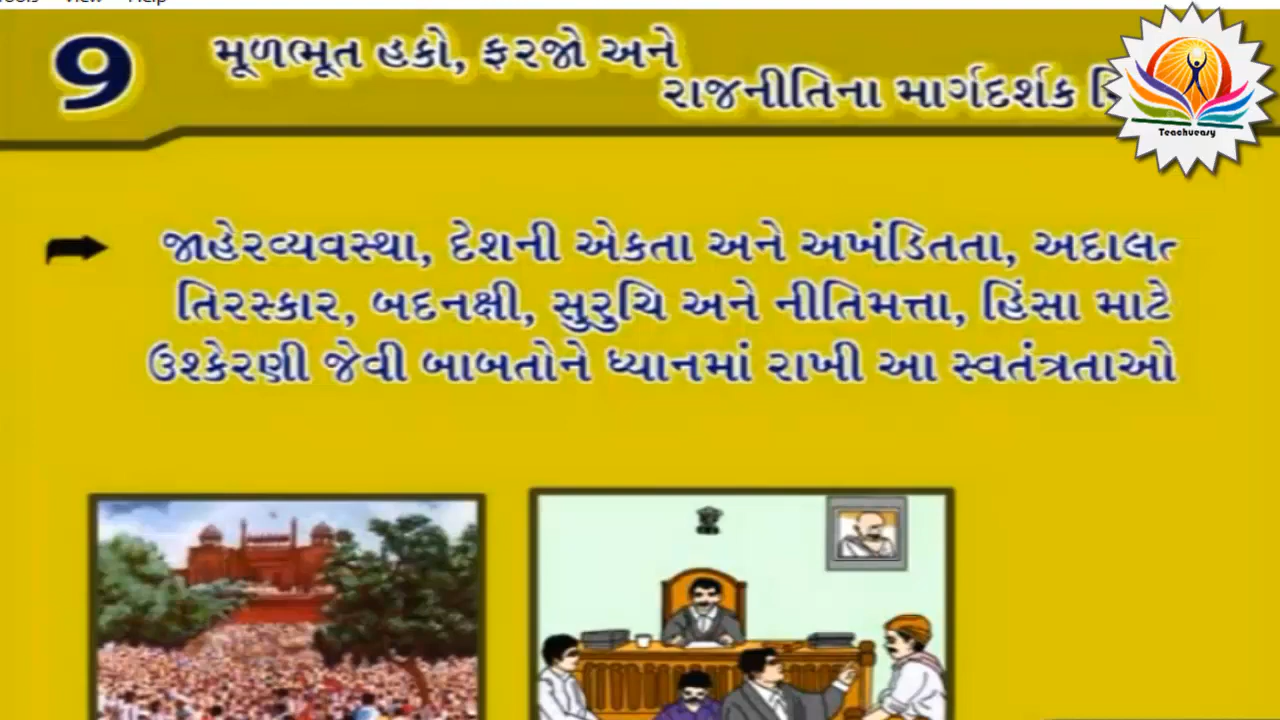 9
મૂળભૂત હકો, ફરજો અને
રાજનીતિના માર્ગદર્શક
Teachueasy
જાહેરવ્યવસ્થા, દેશની એકતા અને અખંડિતતા, અદાલત
તિરસ્કાર, બદનક્ષી, સુરુચિ અને નીતિમત્તા, હિંસા માટે
ઉશ્કેરણી જેવી બાબતોને ધ્યાનમાં રાખી આ સ્વતંત્રતાઓ